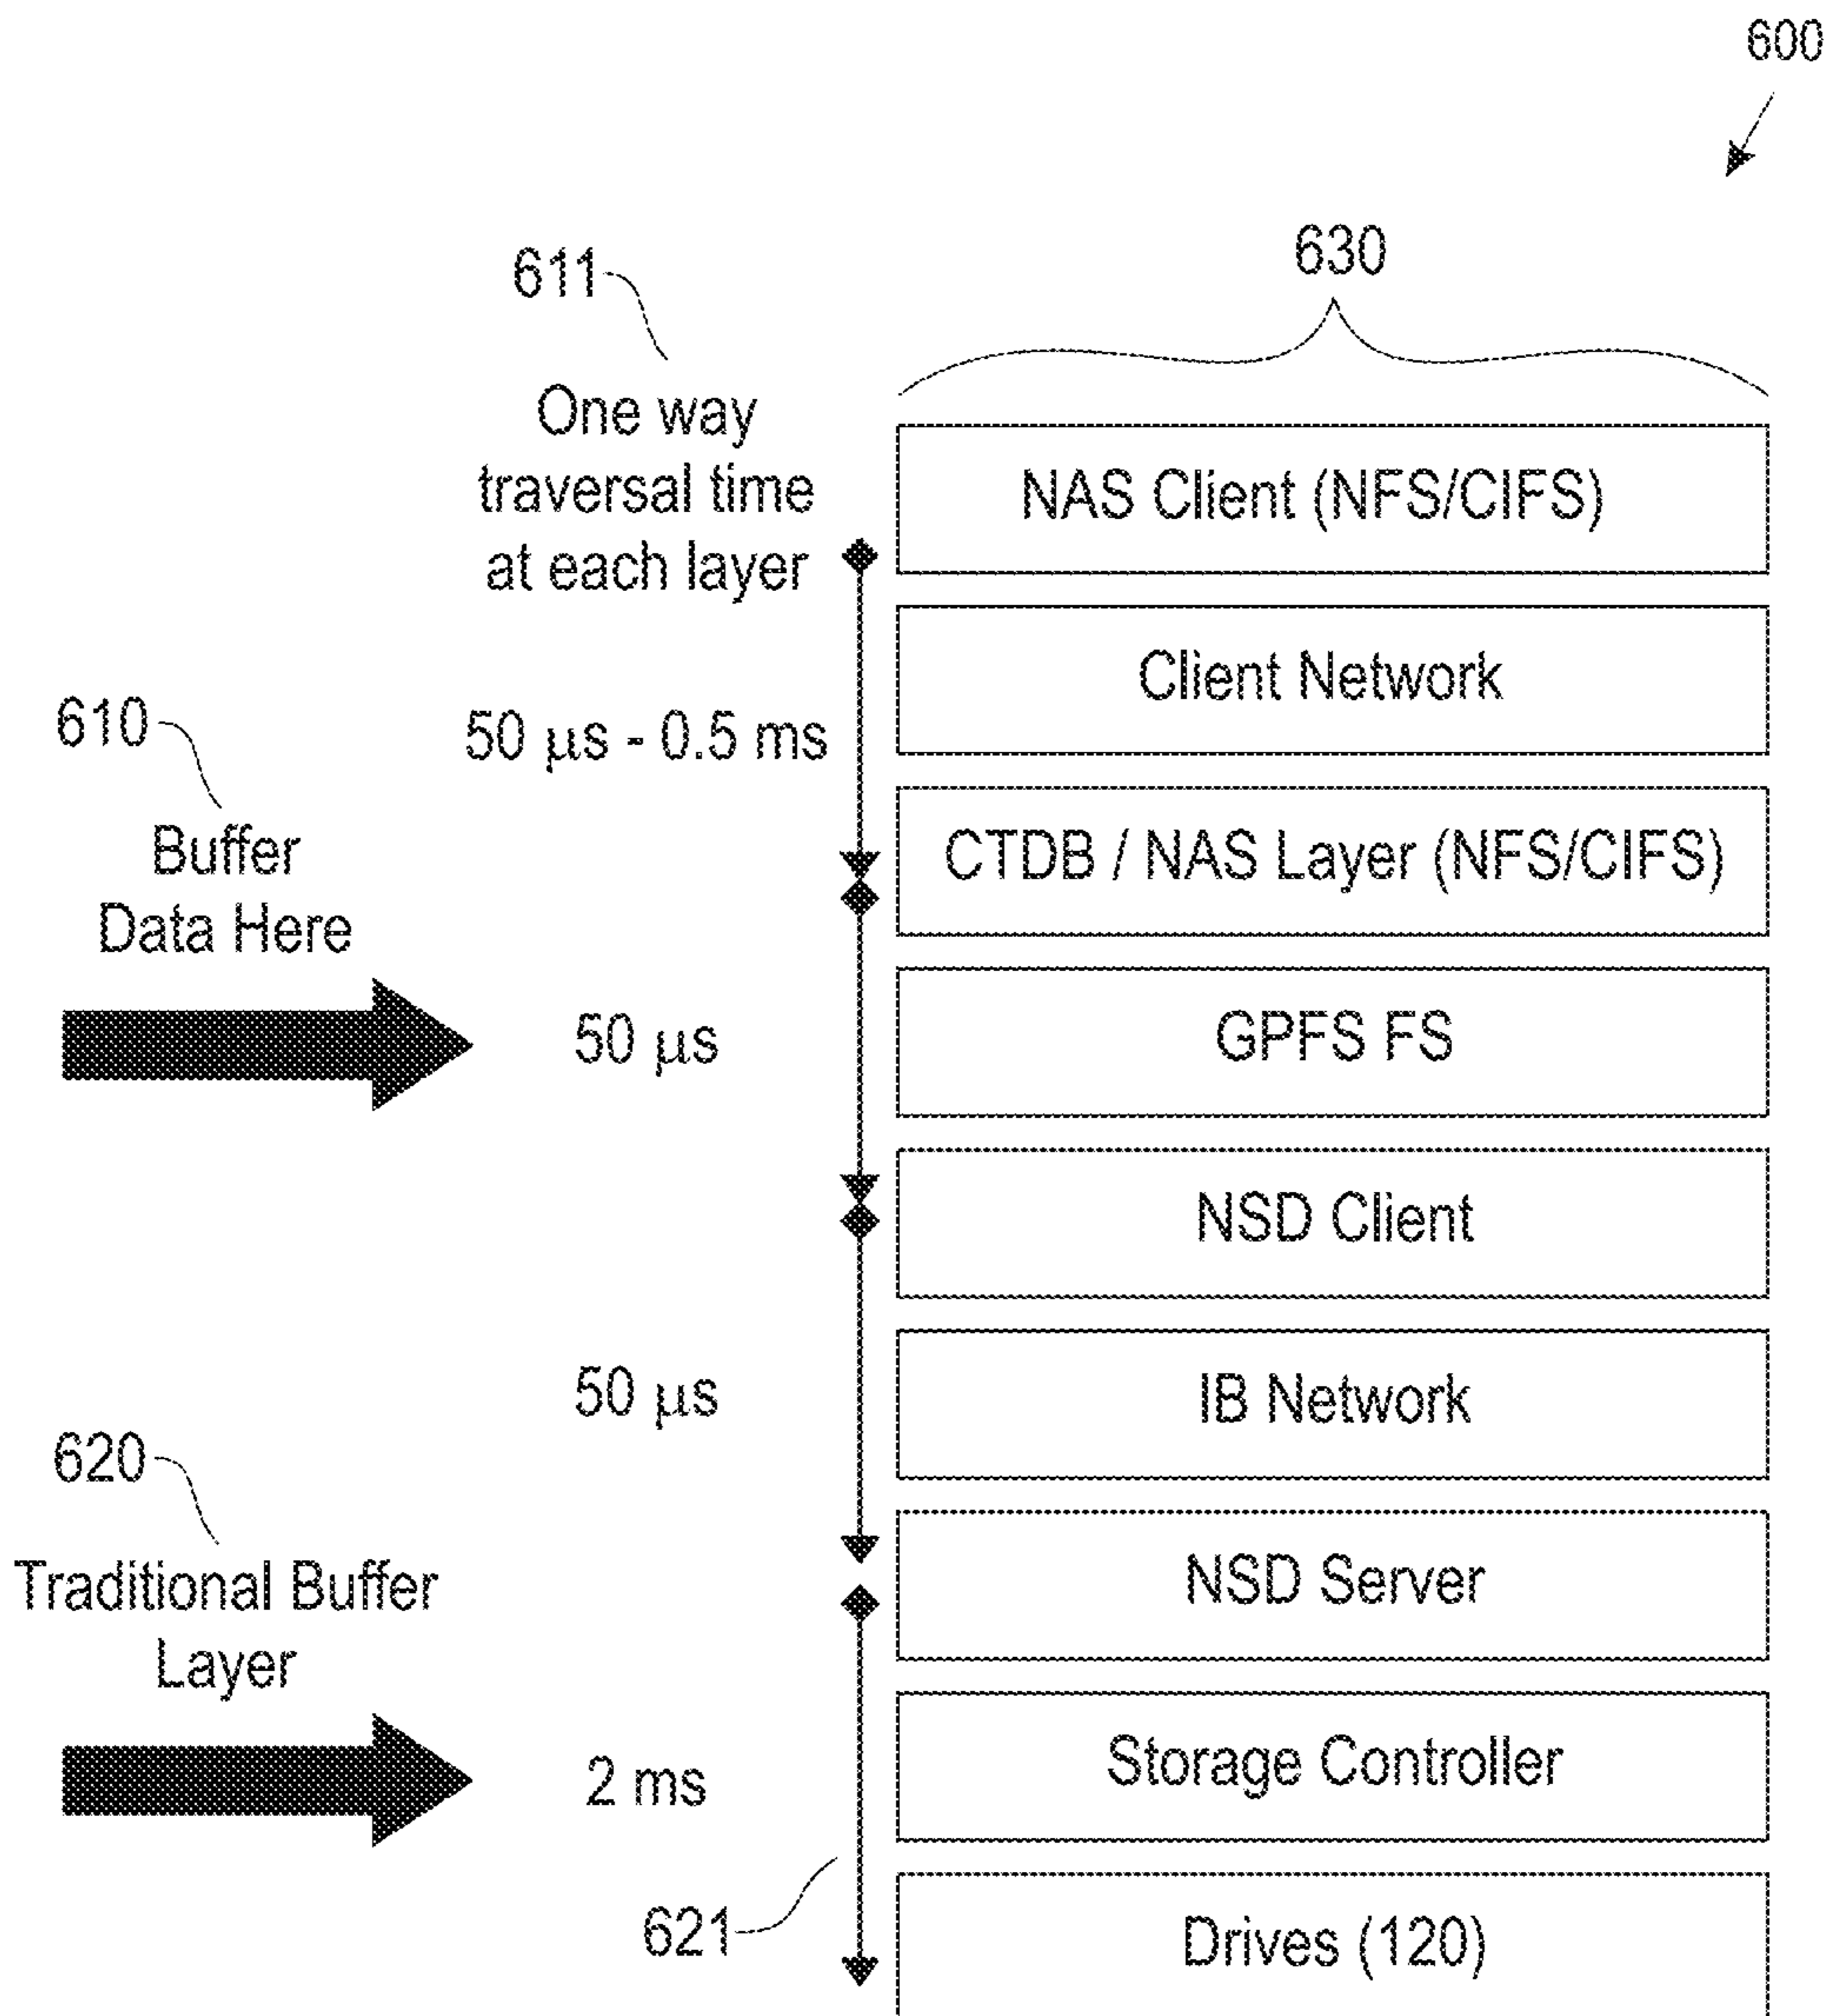 600
630
611
One way
traversal time
at each layer
NAS Client (NFS/CIFS)
Client Network
610
50 µs - 0.5 ms
Buffer
Data Here
CTDB / NAS Layer (NFS/CIFS)
50 µs
GPFS FS
NSD Client
50 µs
IB Network
620
Traditional Buffer
Layer
NSD Server
2 ms
Storage Controller
621
Drives (120)